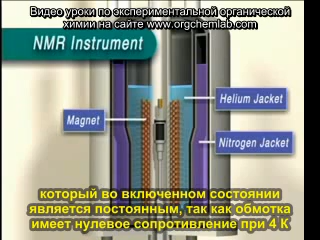 Видео уроки по экспериментальной органической
химии на сайте www.orgchemlab.com
NMR Instrument
Magnet
Helium Jacket
Nitrogen Jacket
который во включенном состоянии
является постоянным, так как обмотка
имеет нулевое сопротивление при 4 К